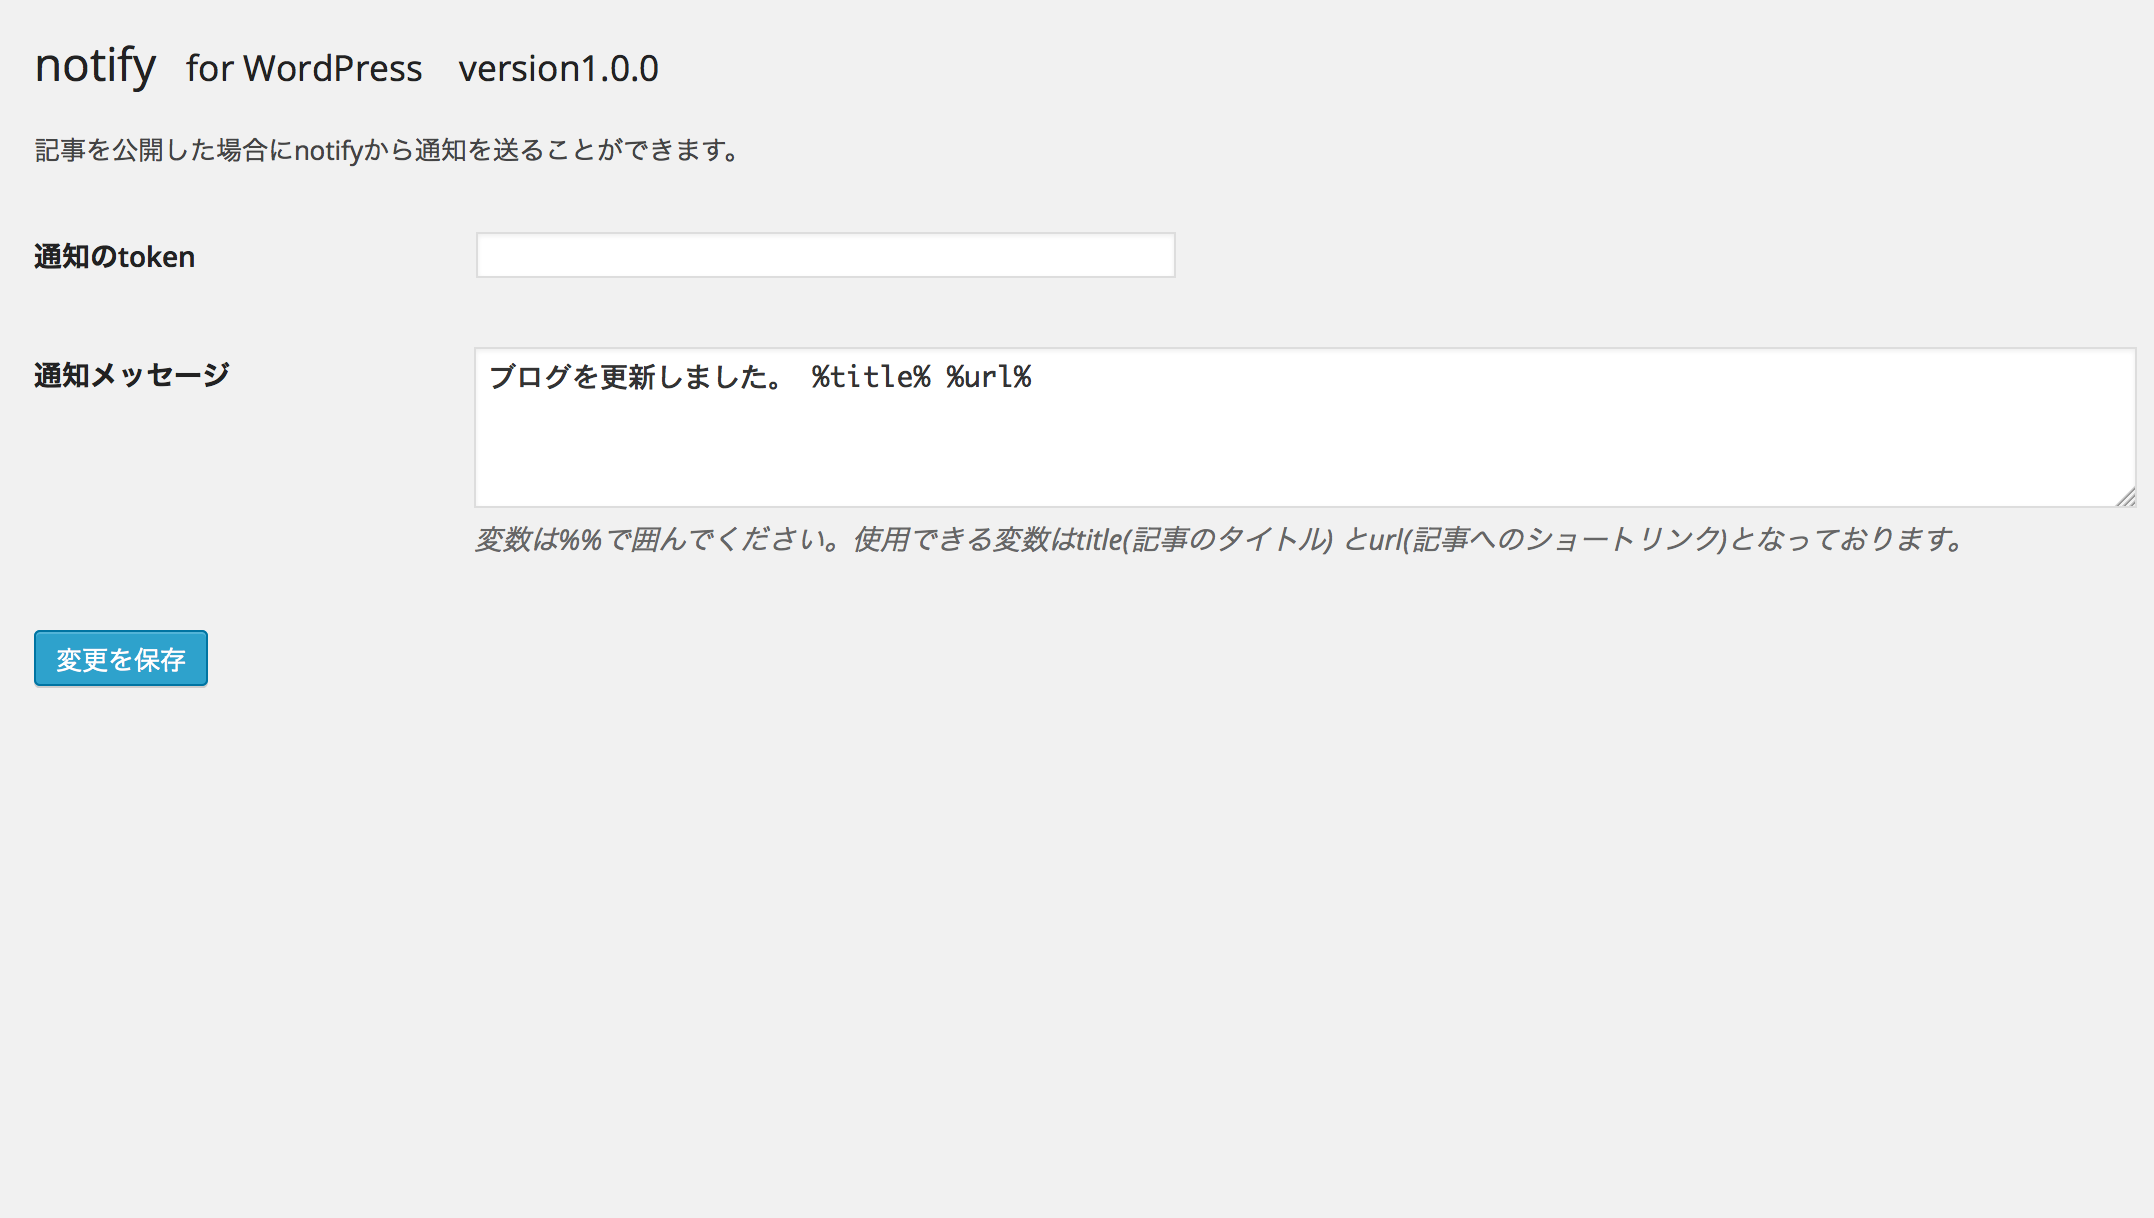 notify for WordPress version1.0.0
記事を公開した場合にnotifyから通知を送ることができます。
通知のtoken
通知メッセージ
ブログを更新しました。 %title% %url%
変数は%%で囲んでください。使用できる変数はtitle(記事のタイトル) とurl(記事へのショートリンク)となっております。
変更を保存